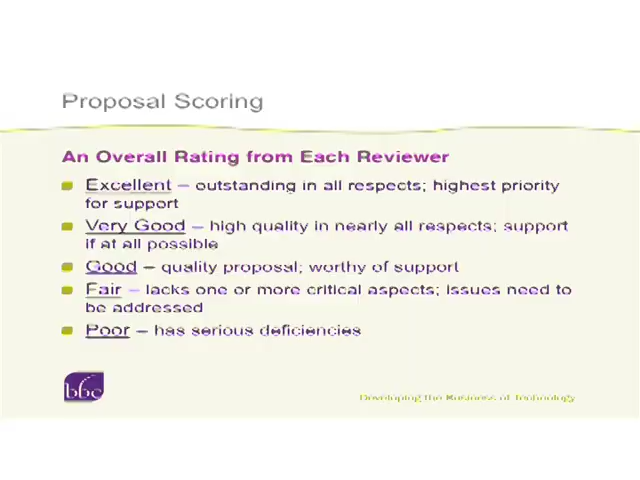 Proposal Scoring
An Overall Rating from Each Reviewer
Excellent – outstanding in all respects; highest priority
for support
Very Good – high quality in nearly all respects; support
if at all possible
Good – quality proposal; worthy of support
Fair – lacks one or more critical aspects; issues need to
be addressed
Poor – has serious deficiencies
bbc
Developing the Business of Technology